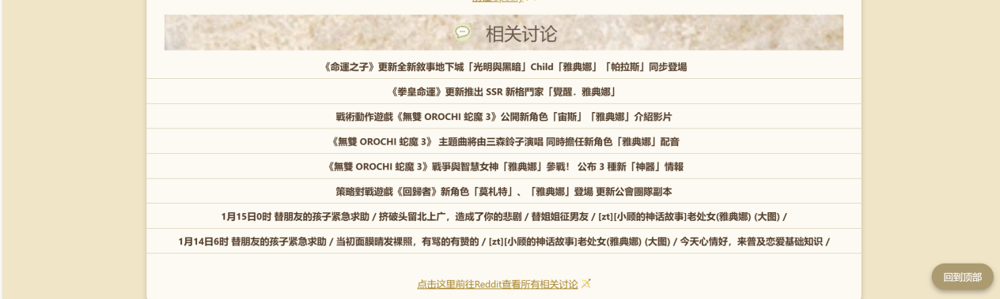 相关讨论
《命運之子》更新全新敘事地下城「光明與黑暗」Child「雅典娜」「帕拉斯」同步登場
《拳皇命運》更新推出 SSR 新格鬥家「覺醒．雅典娜」
戰術動作遊戲《無雙 OROCHI 蛇魔 3》公開新角色「宙斯」「雅典娜」介紹影片
《無雙 OROCHI 蛇魔 3》 主題曲將由三森鈴子演唱 同時擔任新角色「雅典娜」配音
《無雙 OROCHI 蛇魔 3》戰爭與智慧女神「雅典娜」參戰！ 公布 3 種新「神器」情報
策略對戰遊戲《回歸者》新角色「莫札特」、「雅典娜」登場 更新公會團隊副本
1月15日0时 替朋友的孩子紧急求助 / 挤破头留北上广，造成了你的悲剧 / 替姐姐征男友 / [zt][小顾的神话故事]老处女(雅典娜) (大图) /
1月14日6时 替朋友的孩子紧急求助 / 当初面膜睛发裸照，有骂的有赞的 / [zt][小顾的神话故事]老处女(雅典娜) (大图) / 今天心情好，来普及恋爱基础知识 /
点击这里前往Reddit查看所有相关讨论
回到顶部